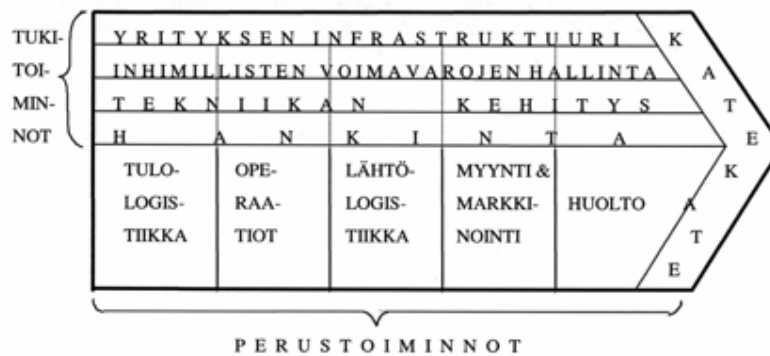 TUKI-
TOI-
MIN-
NOT
YRITYKSEN INFRASTRUKTUURI
INHIMILLISTEN VOIMAVAROJEN HALLINTA
TEKNIIKAN KEHITYS
HANKINTA
TULO-
LOGIS-
TIIKKA
OPE-
RAA-
TIOT
LÄHTÖ-
LOGIS-
TIIKKA
MYYNTI &
MARKKI-
NOINTI
HUOLTO
KATE
KATE
PERUSTOIMINNOT